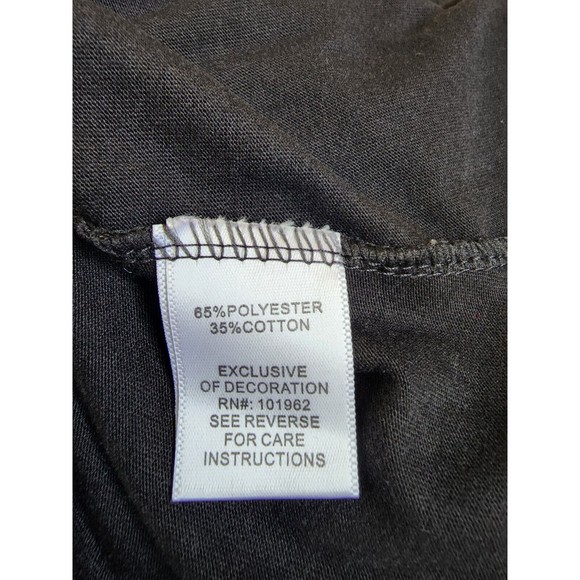 65%POLYESTER
35%COTTON
EXCLUSIVE
OF DECORATION
RN#: 101962
SEE REVERSE
FOR CARE
INSTRUCTIONS